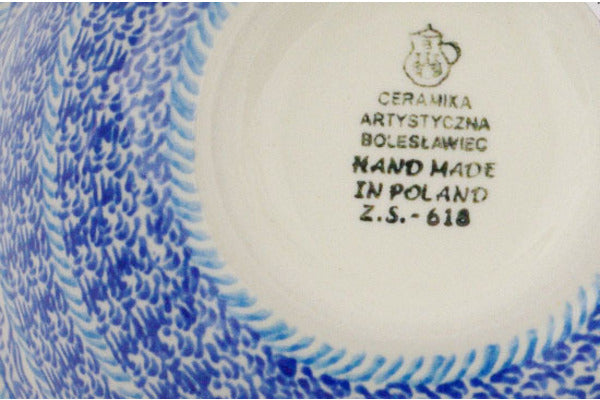 CERAMIKA
ARTYSTYCZNA
BOLESŁAWIEC
HAND MADE
IN POLAND
Z.S.-618